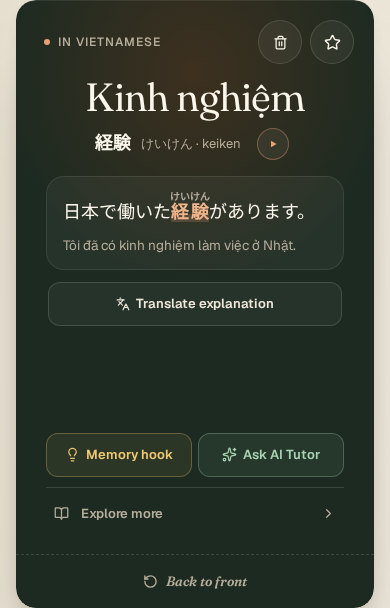 IN VIETNAMESE
Kinh nghiệm
経験 けいけん · keiken
けいけん
日本で働いた経験があります。
Tôi đã có kinh nghiệm làm việc ở Nhật.
Translate explanation
Memory hook Ask AI Tutor
Explore more
Back to front